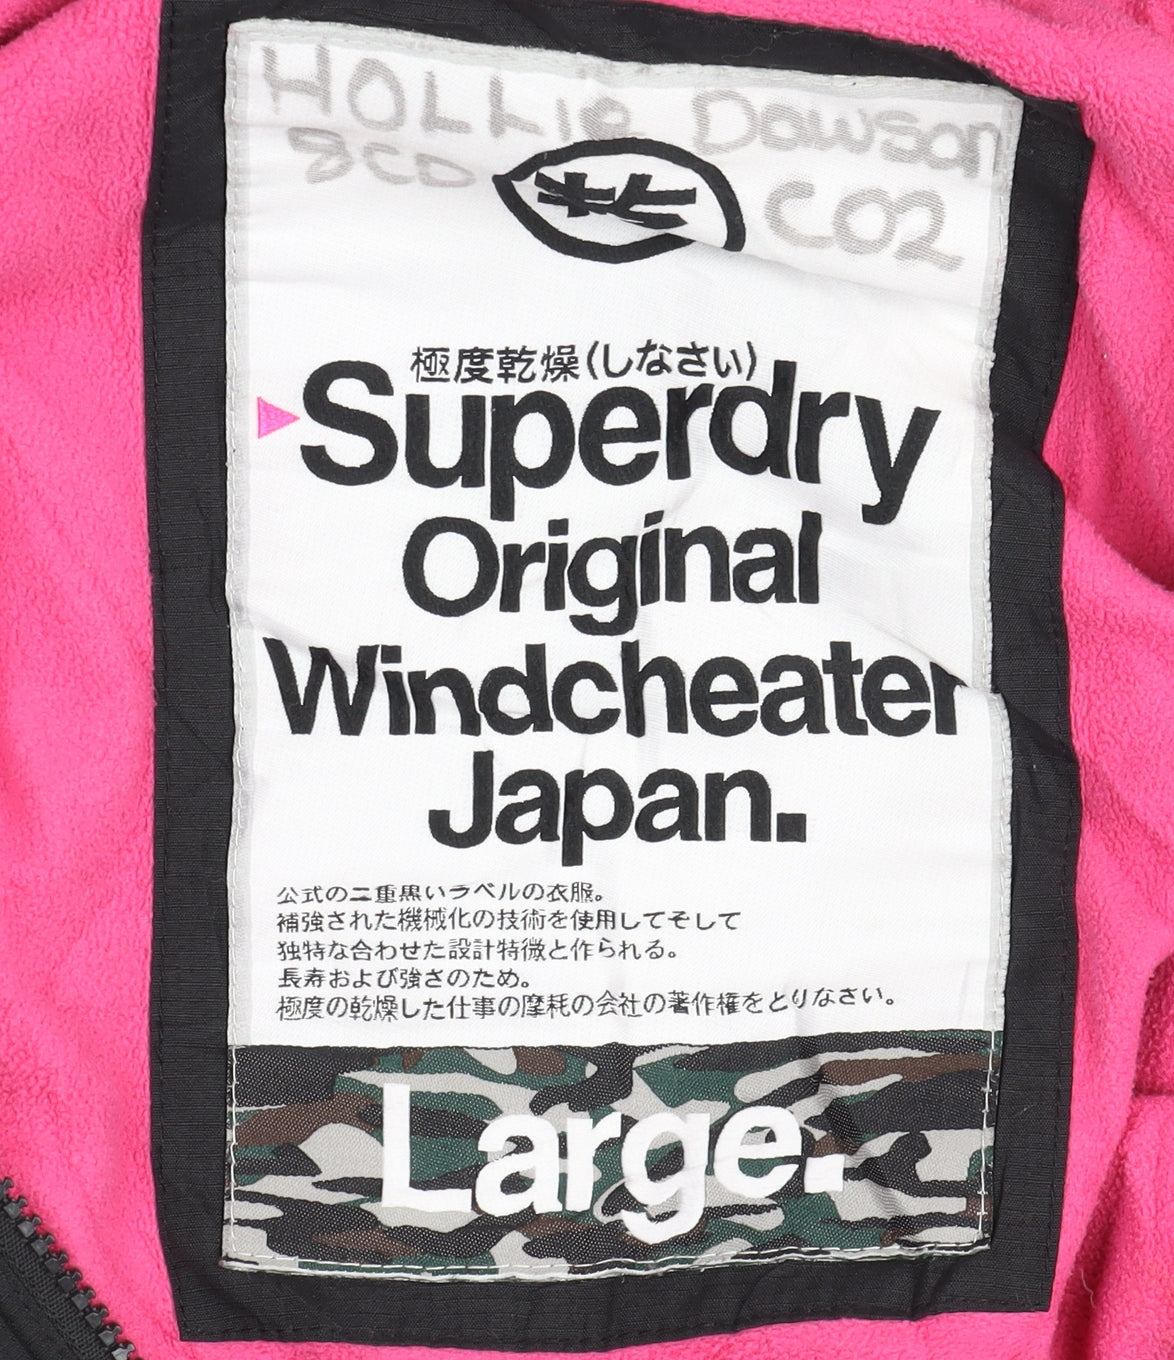 HOLLie Dawson
8CD
CO2
極度乾燥(しなさい)
Superdry
Original
Windcheater
Japan.
公式の二重黒いラベルの衣服。
補強された機械化の技術を使用してそして
独特な合わせた設計特微と作られる。
長寿および強さのため。
極度の乾燥した仕事の摩耗の会社の著作権をとりなさい。
Large.